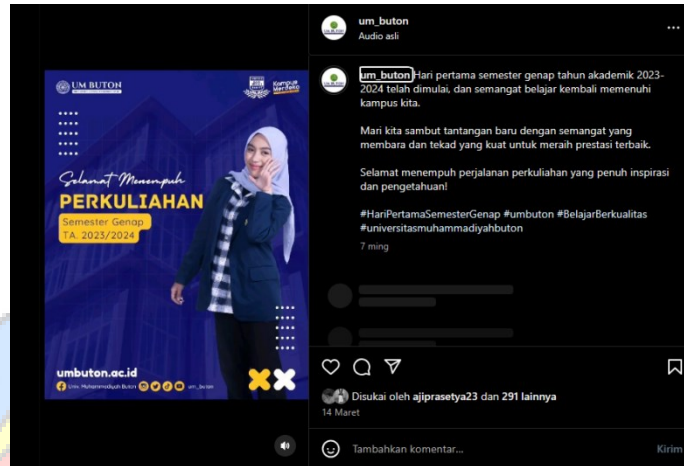 UM BUTON
Kampus
Merdeka
Selamat Menempuh
PERKULIAHAN
Semester Genap
TA. 2023/2024
umbuton.ac.id
Univ. Muhammadiyah Buton
um_buton
um_buton
Audio asli
um_buton Hari pertama semester genap tahun akademik 2023-
2024 telah dimulai, dan semangat belajar kembali memenuhi
kampus kita.
Mari kita sambut tantangan baru dengan semangat yang
membara dan tekad yang kuat untuk meraih prestasi terbaik.
Selamat menempuh perjalanan perkuliahan yang penuh inspirasi
dan pengetahuan!
#HariPertamaSemesterGenap #umbuton #BelajarBerkualitas
#universitasmuhammadiyahbuton
7 ming
Disukai oleh ajiprasetya23 dan 291 lainnya
14 Maret
Tambahkan komentar...
Kirim